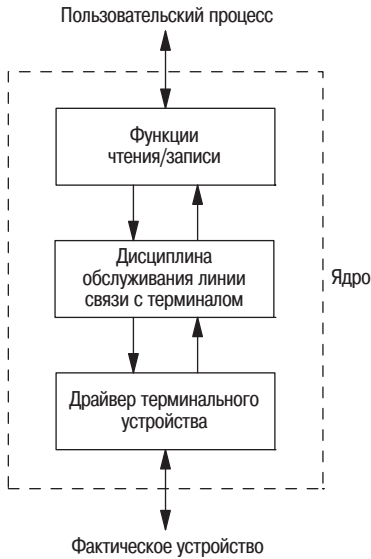 Пользовательский процесс
Функции
чтения/записи
Дисциплина
обслуживания линии
связи с терминалом
Ядро
Драйвер терминального
устройства
Фактическое устройство